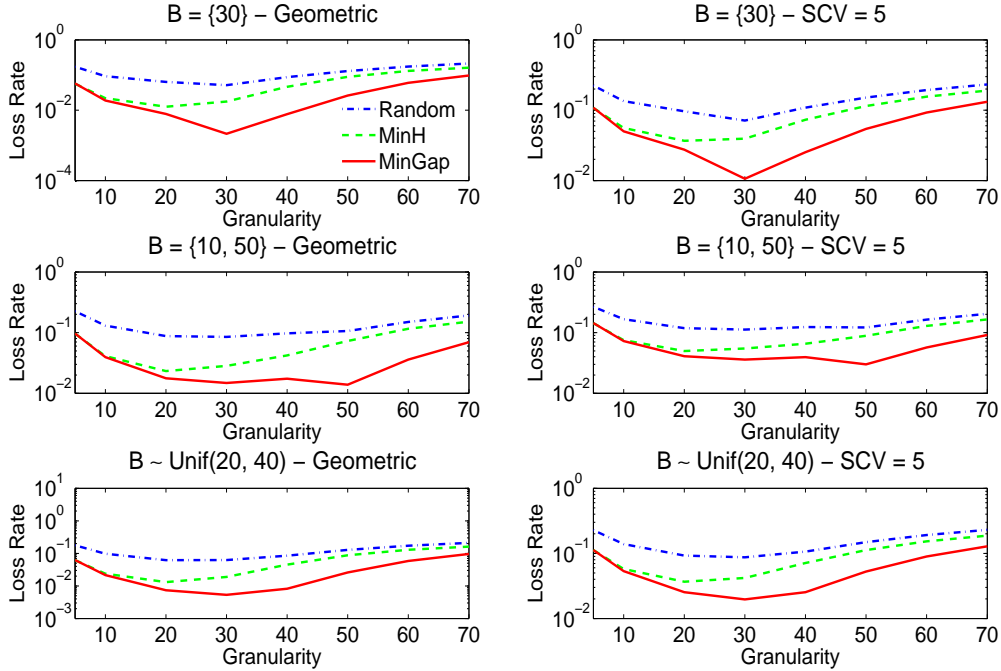 B = {30} − Geometric
Loss Rate
10^0
10^−2
10^−4
Random
MinH
MinGap
10 20 30 40 50 60 70
Granularity
B = {30} − SCV = 5
Loss Rate
10^0
10^−1
10^−2
10 20 30 40 50 60 70
Granularity
B = {10, 50} − Geometric
Loss Rate
10^0
10^−1
10^−2
10 20 30 40 50 60 70
Granularity
B = {10, 50} − SCV = 5
Loss Rate
10^0
10^−1
10^−2
10 20 30 40 50 60 70
Granularity
B ~ Unif(20, 40) − Geometric
Loss Rate
10^1
10^0
10^−1
10^−2
10^−3
10 20 30 40 50 60 70
Granularity
B ~ Unif(20, 40) − SCV = 5
Loss Rate
10^0
10^−1
10^−2
10 20 30 40 50 60 70
Granularity